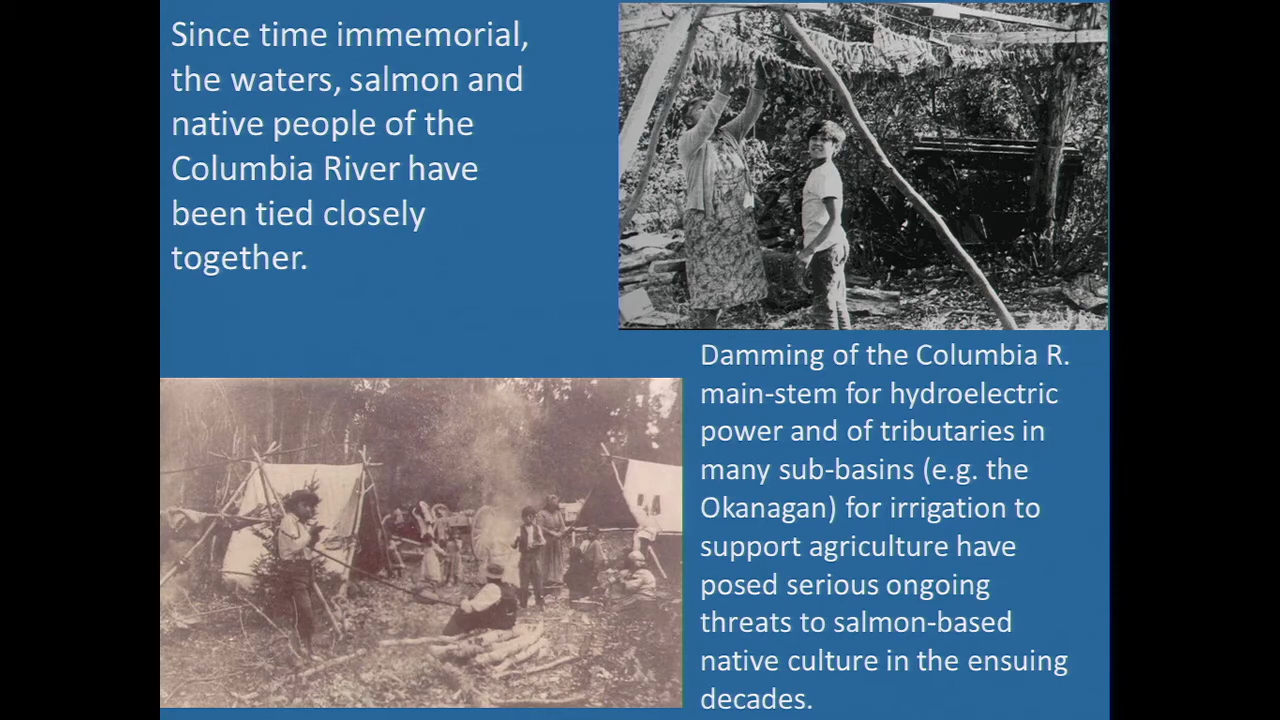 Since time immemorial,
the waters, salmon and
native people of the
Columbia River have
been tied closely
together.
Damming of the Columbia R.
main-stem for hydroelectric
power and of tributaries in
many sub-basins (e.g. the
Okanagan) for irrigation to
support agriculture have
posed serious ongoing
threats to salmon-based
native culture in the ensuing
decades.